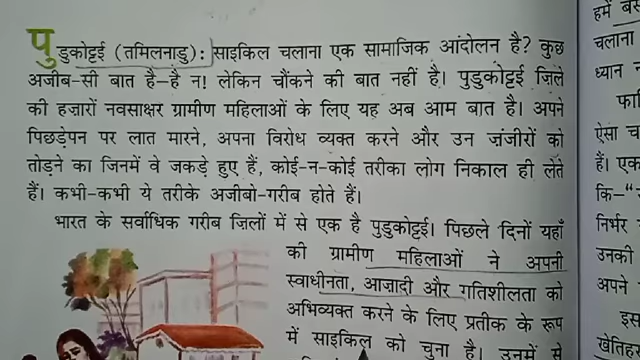 पुडुकोट्टई (तमिलनाडु): साइकिल चलाना एक सामाजिक आंदोलन है? कुछ
अजीब-सी बात है-है न! लेकिन चौंकने की बात नहीं है। पुडुकोट्टई ज़िले
की हज़ारों नवसाक्षर ग्रामीण महिलाओं के लिए यह अब आम बात है। अपने
पिछड़ेपन पर लात मारने, अपना विरोध व्यक्त करने और उन ज़ंजीरों को
तोड़ने का जिनमें वे जकड़े हुए हैं, कोई-न-कोई तरीका लोग निकाल ही लेते
हैं। कभी-कभी ये तरीके अजीबो-गरीब होते हैं।
भारत के सर्वाधिक गरीब जिलों में से एक है पुडुकोट्टई। पिछले दिनों यहाँ
की ग्रामीण महिलाओं ने अपनी
स्वाधीनता, आज़ादी और गतिशीलता को
अभिव्यक्त करने के लिए प्रतीक के रूप
में साइकिल को चुना है। उनमें से
हमें बस
चलाना
ध्यान
ऐसा च
हैं। एक
कि-"
निर्भर
उनकी
अपने
इस
खेतिहर